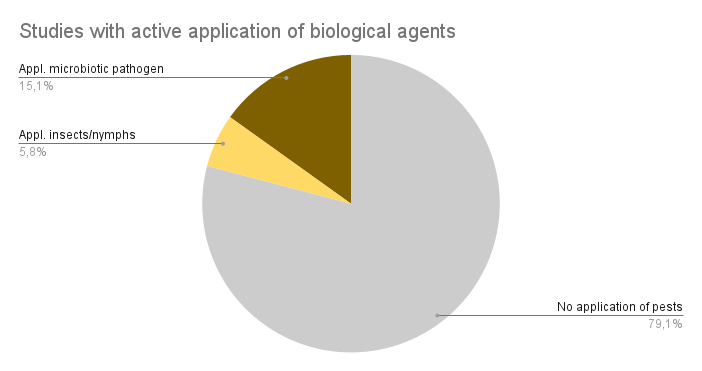 Studies with active application of biological agents
Appl. microbiotic pathogen
15,1%
Appl. insects/nymphs
5,8%
No application of pests
79,1%